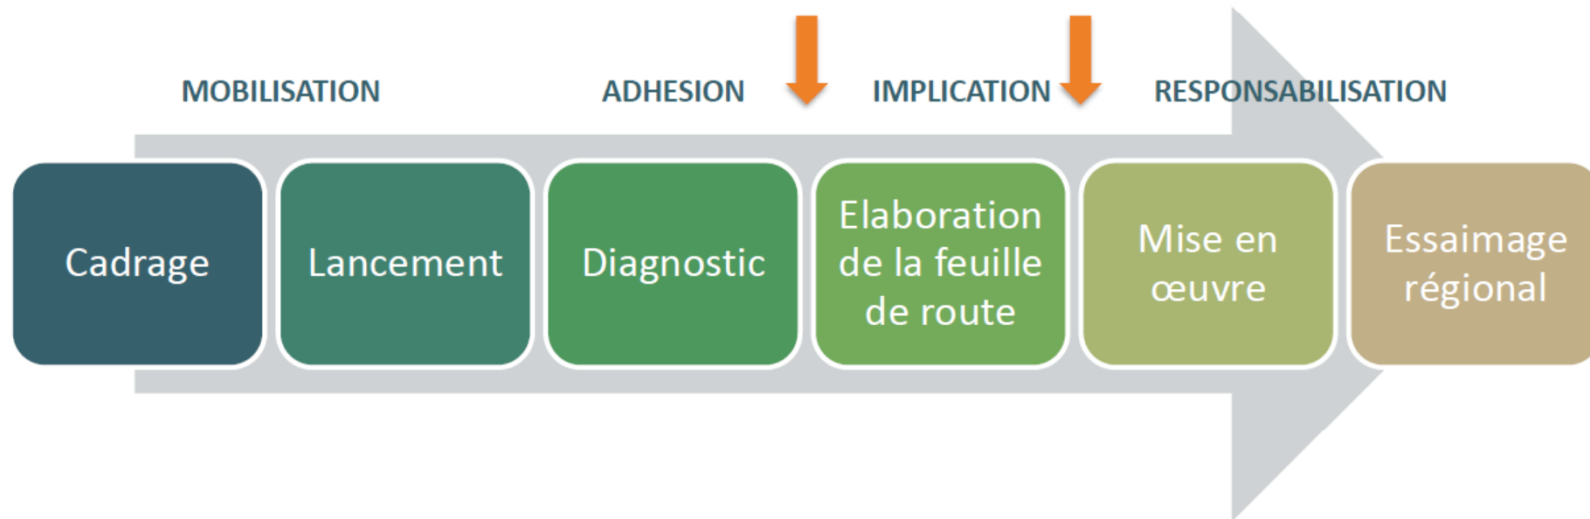 MOBILISATION
ADHESION
IMPLICATION
RESPONSABILISATION
Cadrage
Lancement
Diagnostic
Elaboration
de la feuille
de route
Mise en
œuvre
Essaimage
régional